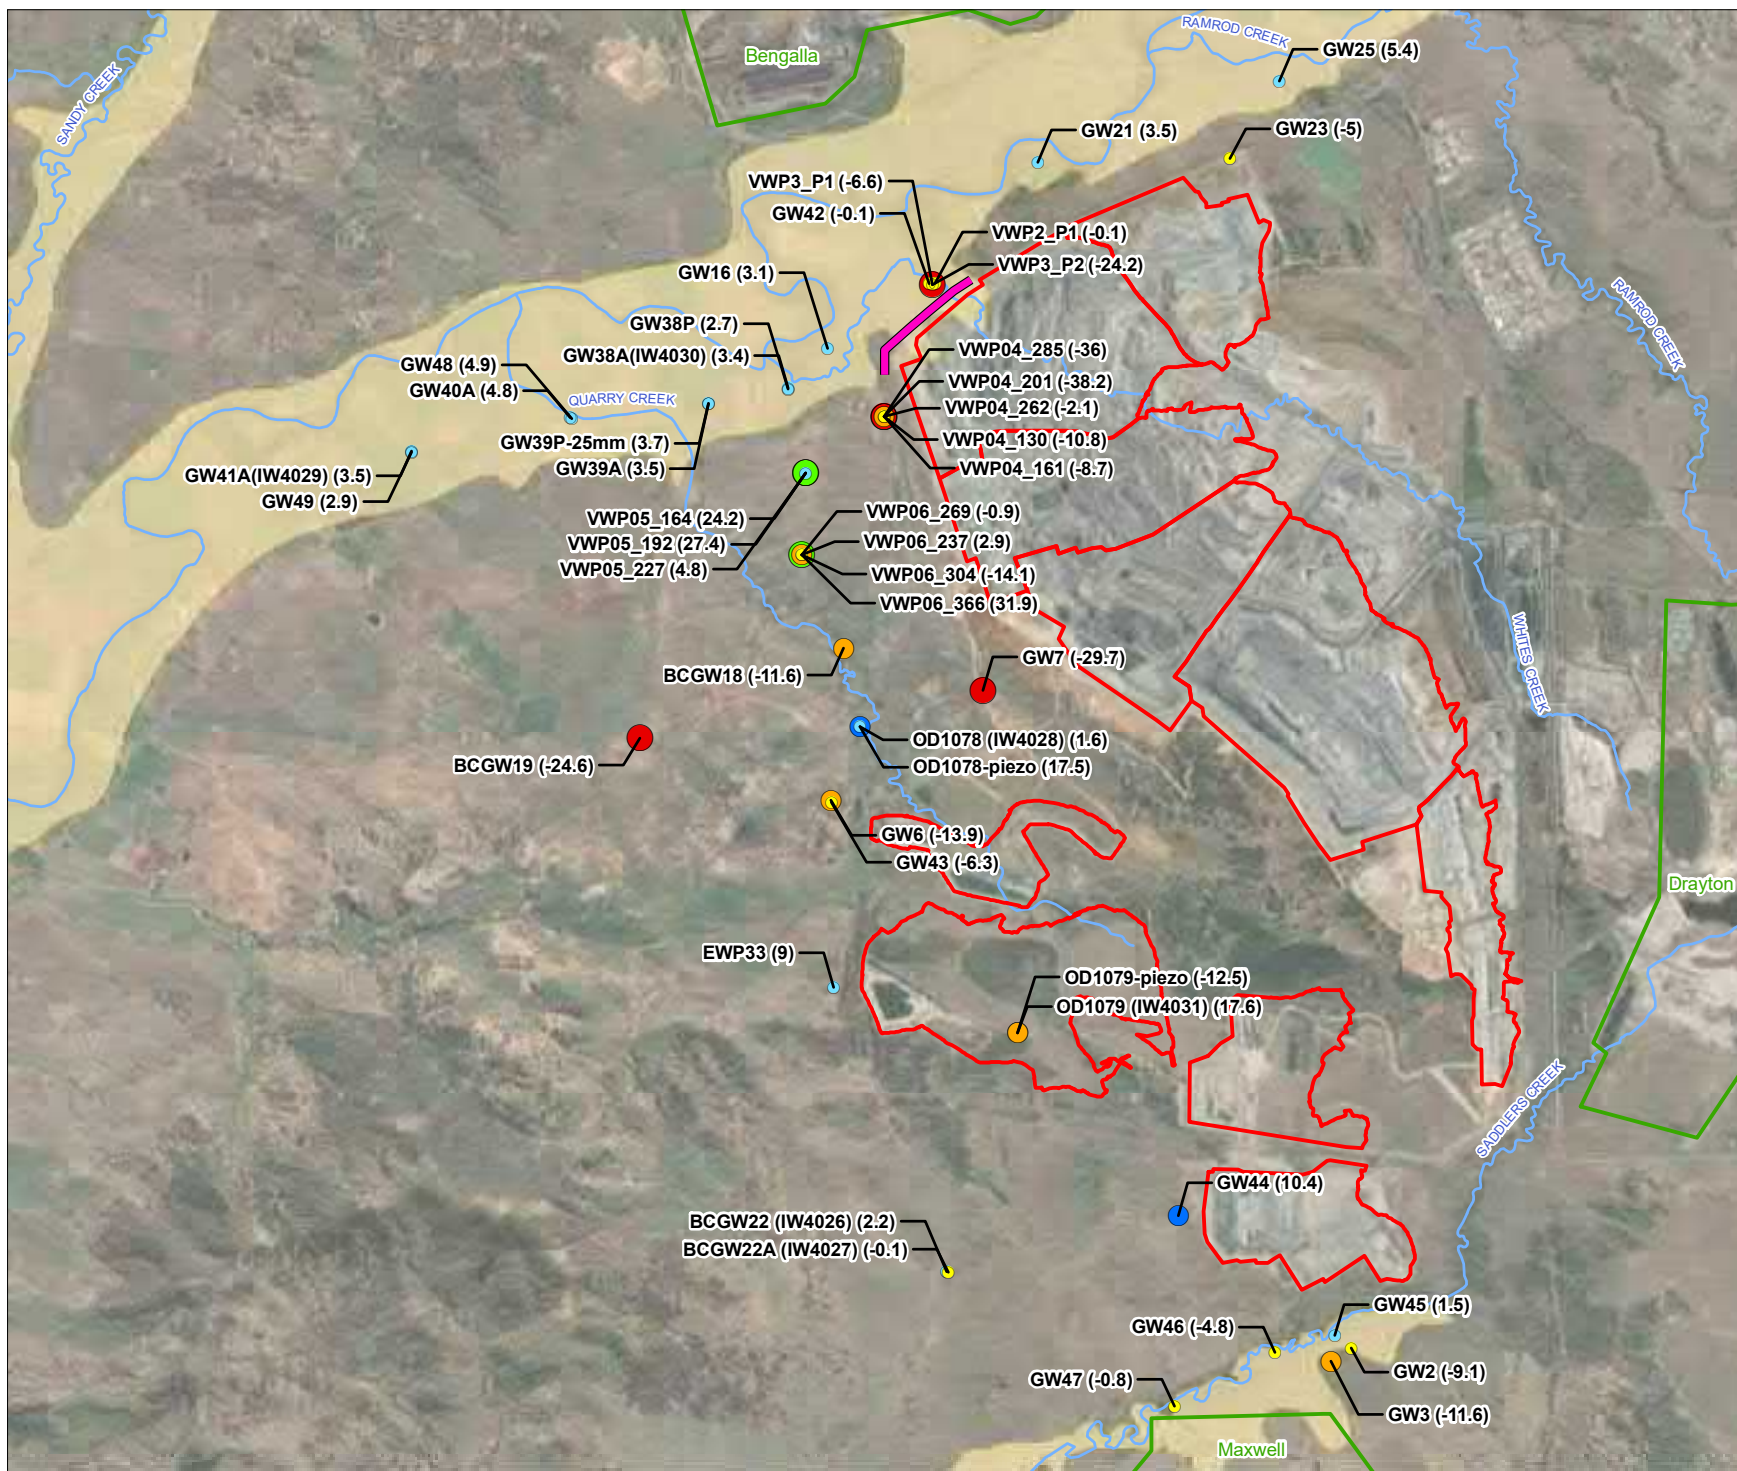 RAMROD CREEK
GW25 (5.4)
Bengalla
SANDY CREEK
GW21 (3.5)
GW23 (-5)
VWP3_P1 (-6.6)
GW42 (-0.1)
VWP2_P1 (-0.1)
VWP3_P2 (-24.2)
GW16 (3.1)
RAMROD CREEK
GW38P (2.7)
GW38A(IW4030) (3.4)
VWP04_285 (-36)
GW48 (4.9)
VWP04_201 (-38.2)
GW40A (4.8)
QUARRY CREEK
VWP04_262 (-2.1)
GW39P-25mm (3.7)
VWP04_130 (-10.8)
GW39A (3.5)
VWP04_161 (-8.7)
GW41A(IW4029) (3.5)
GW49 (2.9)
VWP05_164 (24.2)
VWP06_269 (-0.9)
VWP05_192 (27.4)
VWP06_237 (2.9)
VWP05_227 (4.8)
VWP06_304 (-14.1)
VWP06_366 (31.9)
WHITES CREEK
GW7 (-29.7)
BCGW18 (-11.6)
OD1078 (IW4028) (1.6)
BCGW19 (-24.6)
OD1078-piezo (17.5)
GW6 (-13.9)
GW43 (-6.3)
Drayton
EWP33 (9)
OD1079-piezo (-12.5)
OD1079 (IW4031) (17.6)
SADDLERS CREEK
GW44 (10.4)
BCGW22 (IW4026) (2.2)
BCGW22A (IW4027) (-0.1)
GW45 (1.5)
GW46 (-4.8)
GW2 (-9.1)
GW47 (-0.8)
GW3 (-11.6)
Maxwell